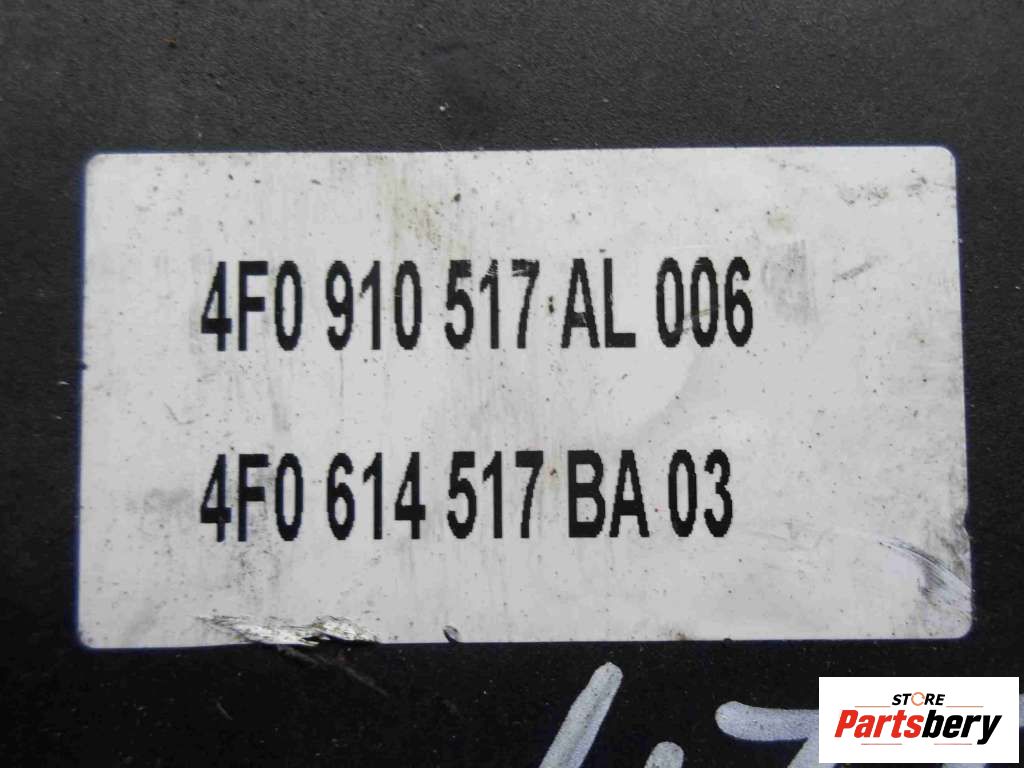 4F0 910 517 AL 006
4F0 614 517 BA 03
STORE
Partsbery